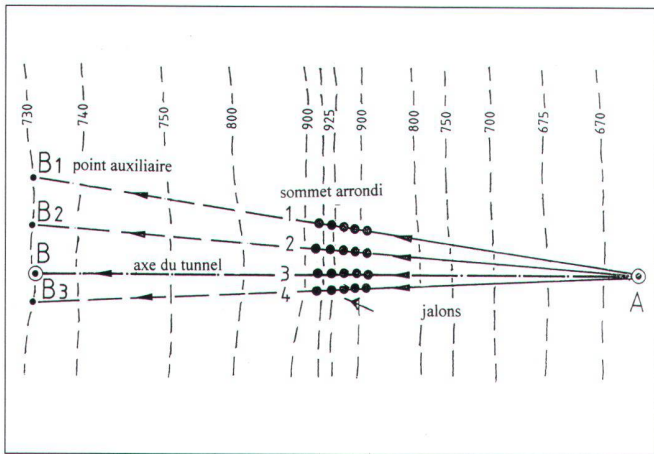 730
740
750
800
900
925
900
800
750
700
675
670
B1 point auxiliaire
sommet arrondi
1
B2
2
B
axe du tunnel
3
A
B3
4
jalons